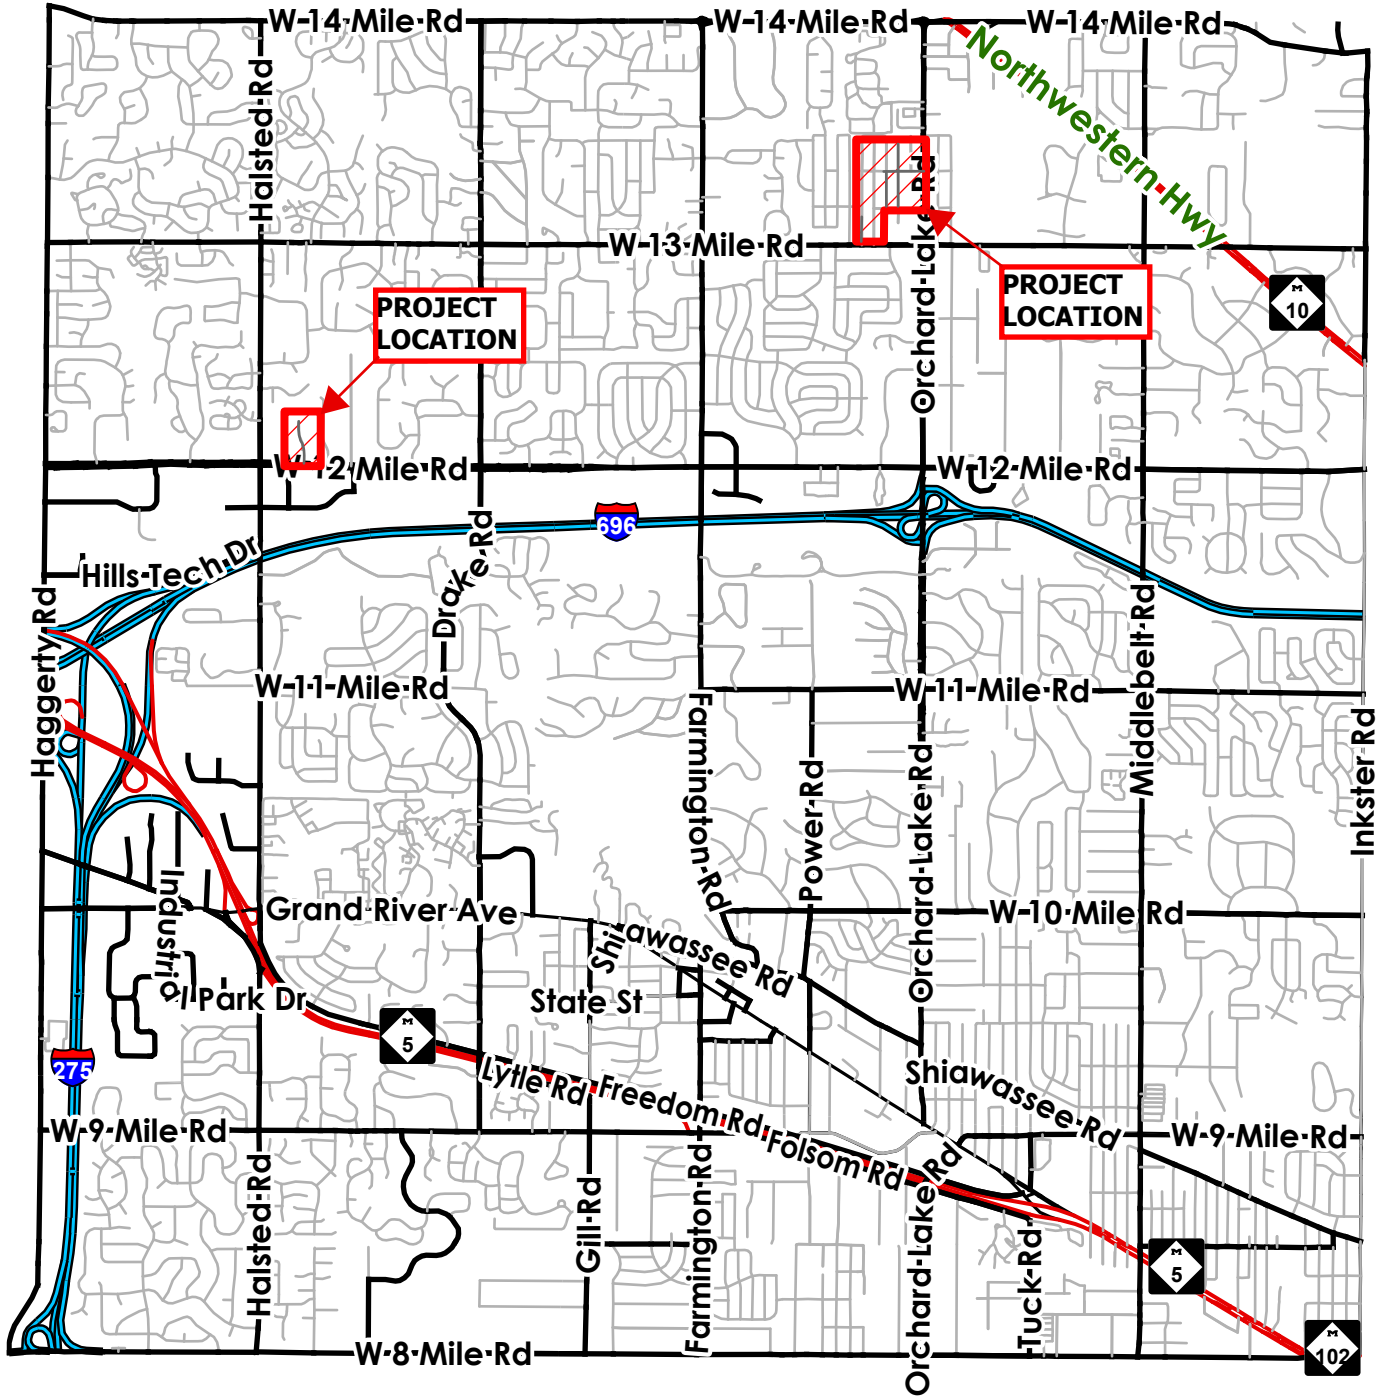 W 14 Mile Rd
W 14 Mile Rd
W 14 Mile Rd
Northwestern Hwy
Halsted Rd
Orchard Lake Rd
W 13 Mile Rd
PROJECT
LOCATION
PROJECT
LOCATION
M
10
W 12 Mile Rd
W 12 Mile Rd
696
Drake Rd
Hills Tech Dr
Haggerty Rd
Middlebelt Rd
W 11 Mile Rd
W 11 Mile Rd
Farmington Rd
Power Rd
Orchard Lake Rd
Inkster Rd
Industrial Park Dr
Grand River Ave
W 10 Mile Rd
Shiawassee Rd
State St
M
5
275
Lytle Rd
Freedom Rd
Folsom Rd
Shiawassee Rd
W 9 Mile Rd
W 9 Mile Rd
Halsted Rd
Gill Rd
Farmington Rd
Orchard Lake Rd
Tuck Rd
M
5
M
102
W 8 Mile Rd